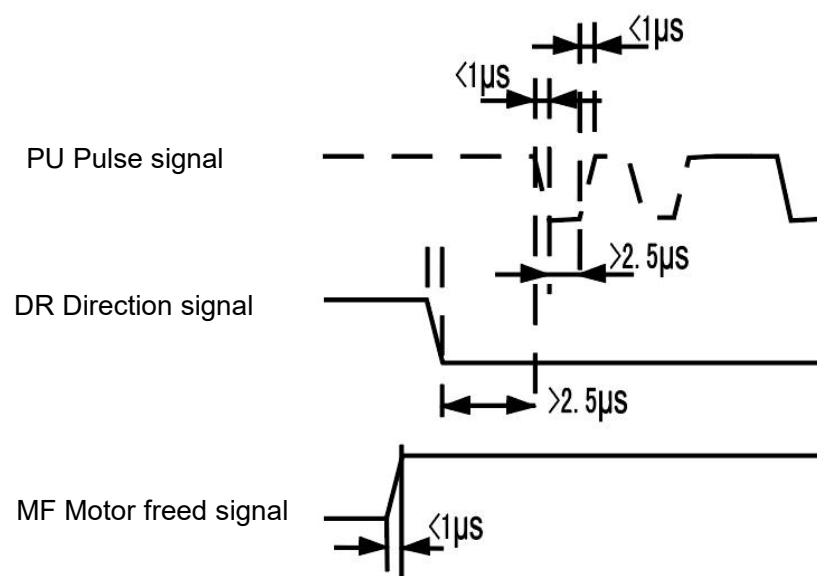 <1μs
<1μs
PU Pulse signal
>2.5μs
DR Direction signal
>2.5μs
MF Motor freed signal
<1μs